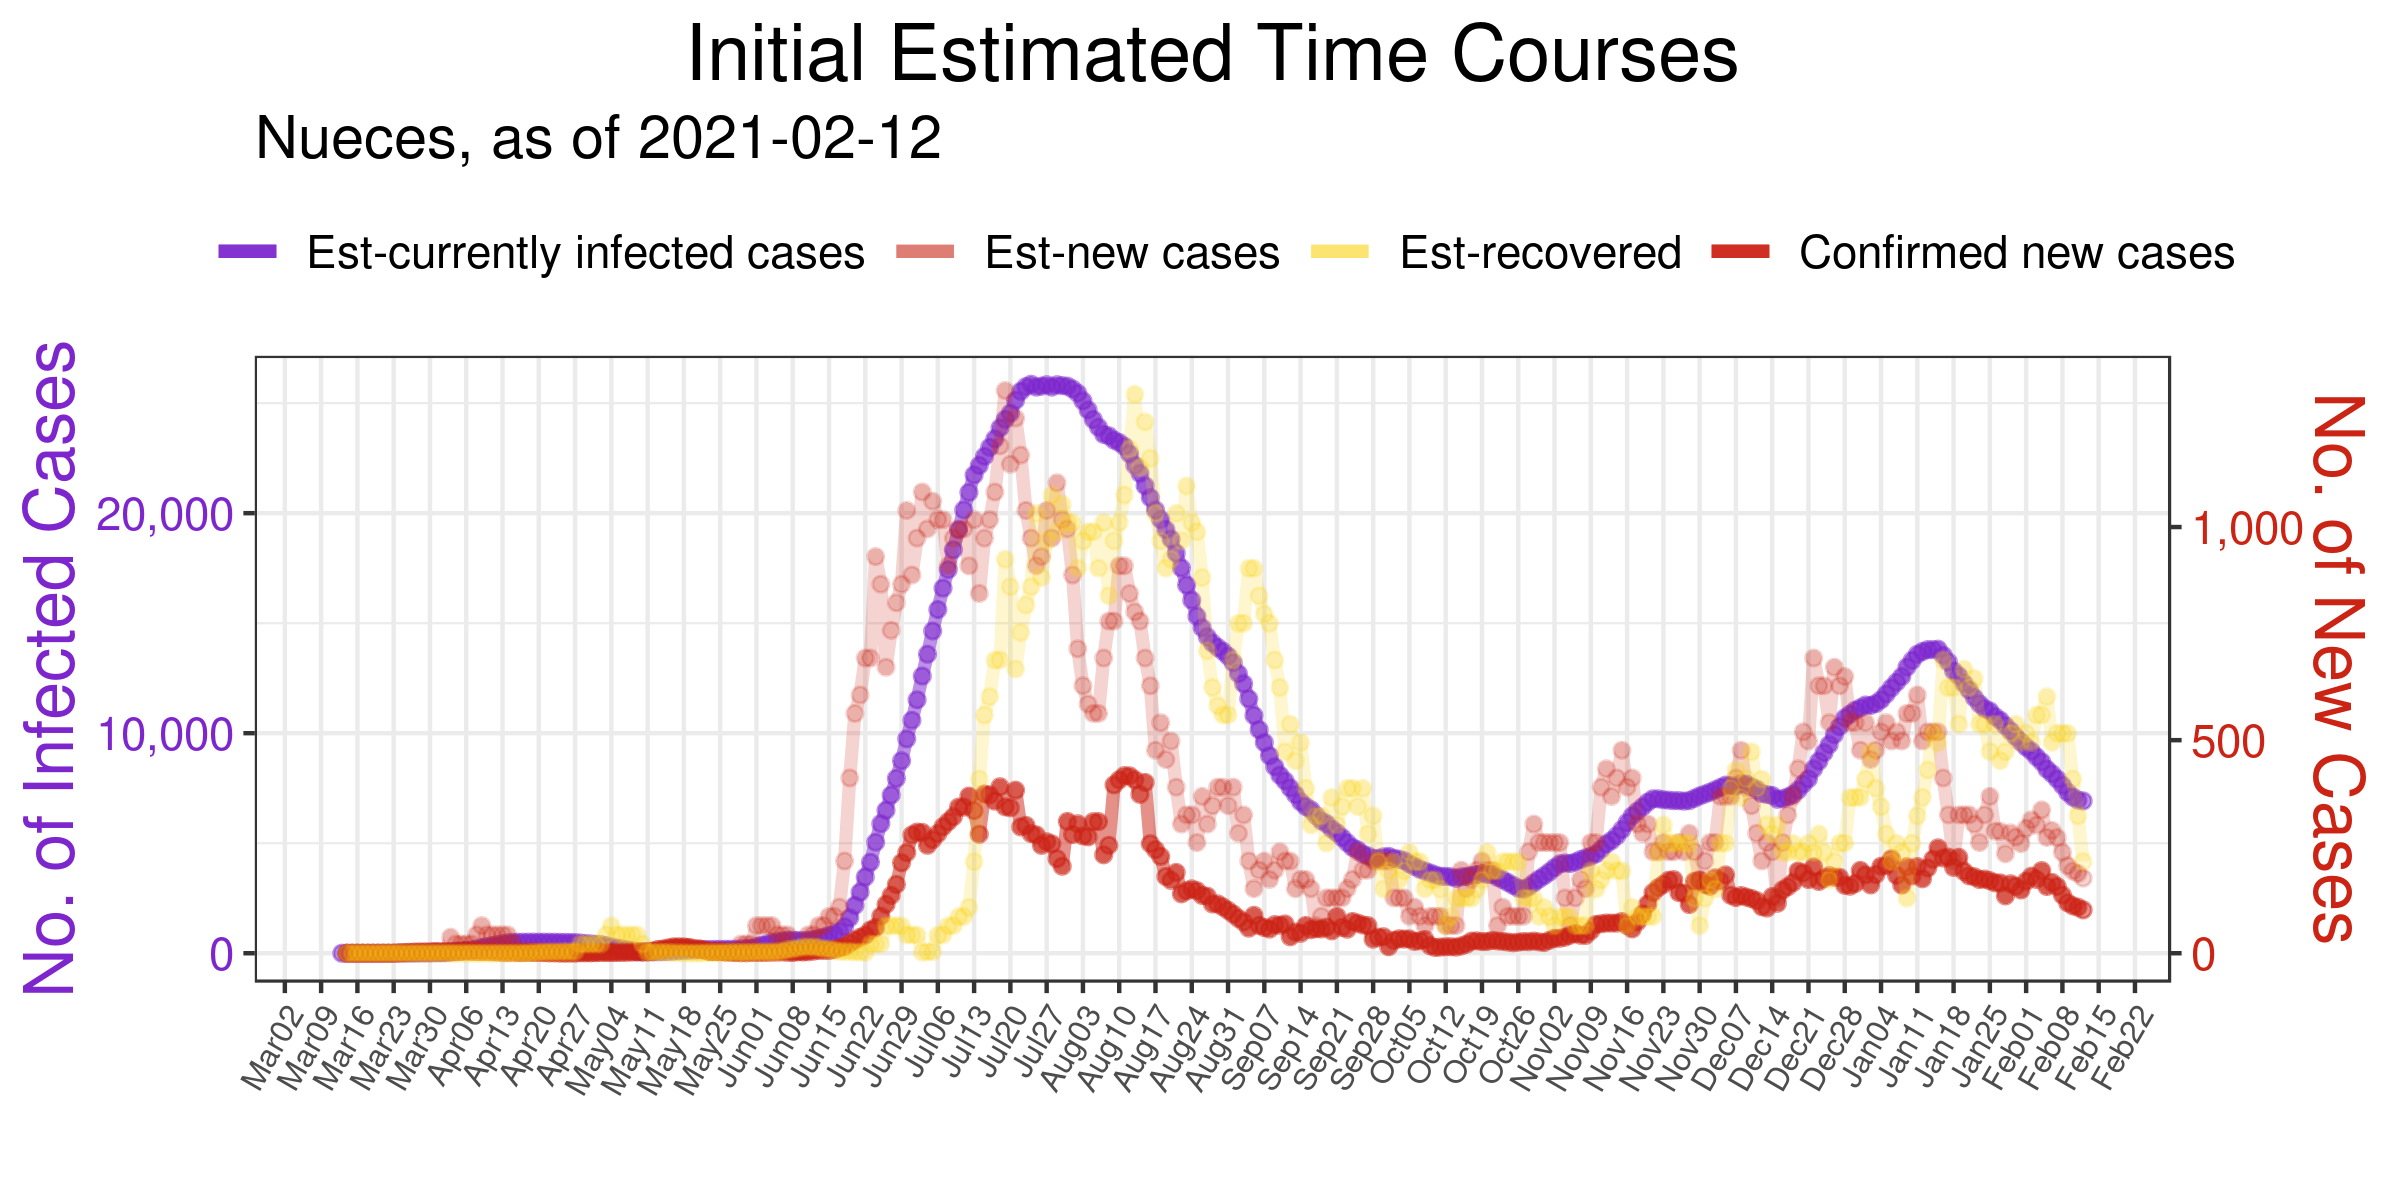 Initial Estimated Time Courses
Nueces, as of 2021-02-12
Est-currently infected cases Est-new cases Est-recovered Confirmed new cases
No. of Infected Cases
20,000
10,000
0
No. of New Cases
1,000
500
0
Mar02 Mar09 Mar16 Mar23 Mar30 Apr06 Apr13 Apr20 Apr27 May04 May11 May18 May25 Jun01 Jun08 Jun15 Jun22 Jun29 Jul06 Jul13 Jul20 Jul27 Aug03 Aug10 Aug17 Aug24 Aug31 Sep07 Sep14 Sep21 Sep28 Oct05 Oct12 Oct19 Oct26 Nov02 Nov09 Nov16 Nov23 Nov30 Dec07 Dec14 Dec21 Dec28 Jan04 Jan11 Jan18 Jan25 Feb01 Feb08 Feb15 Feb22